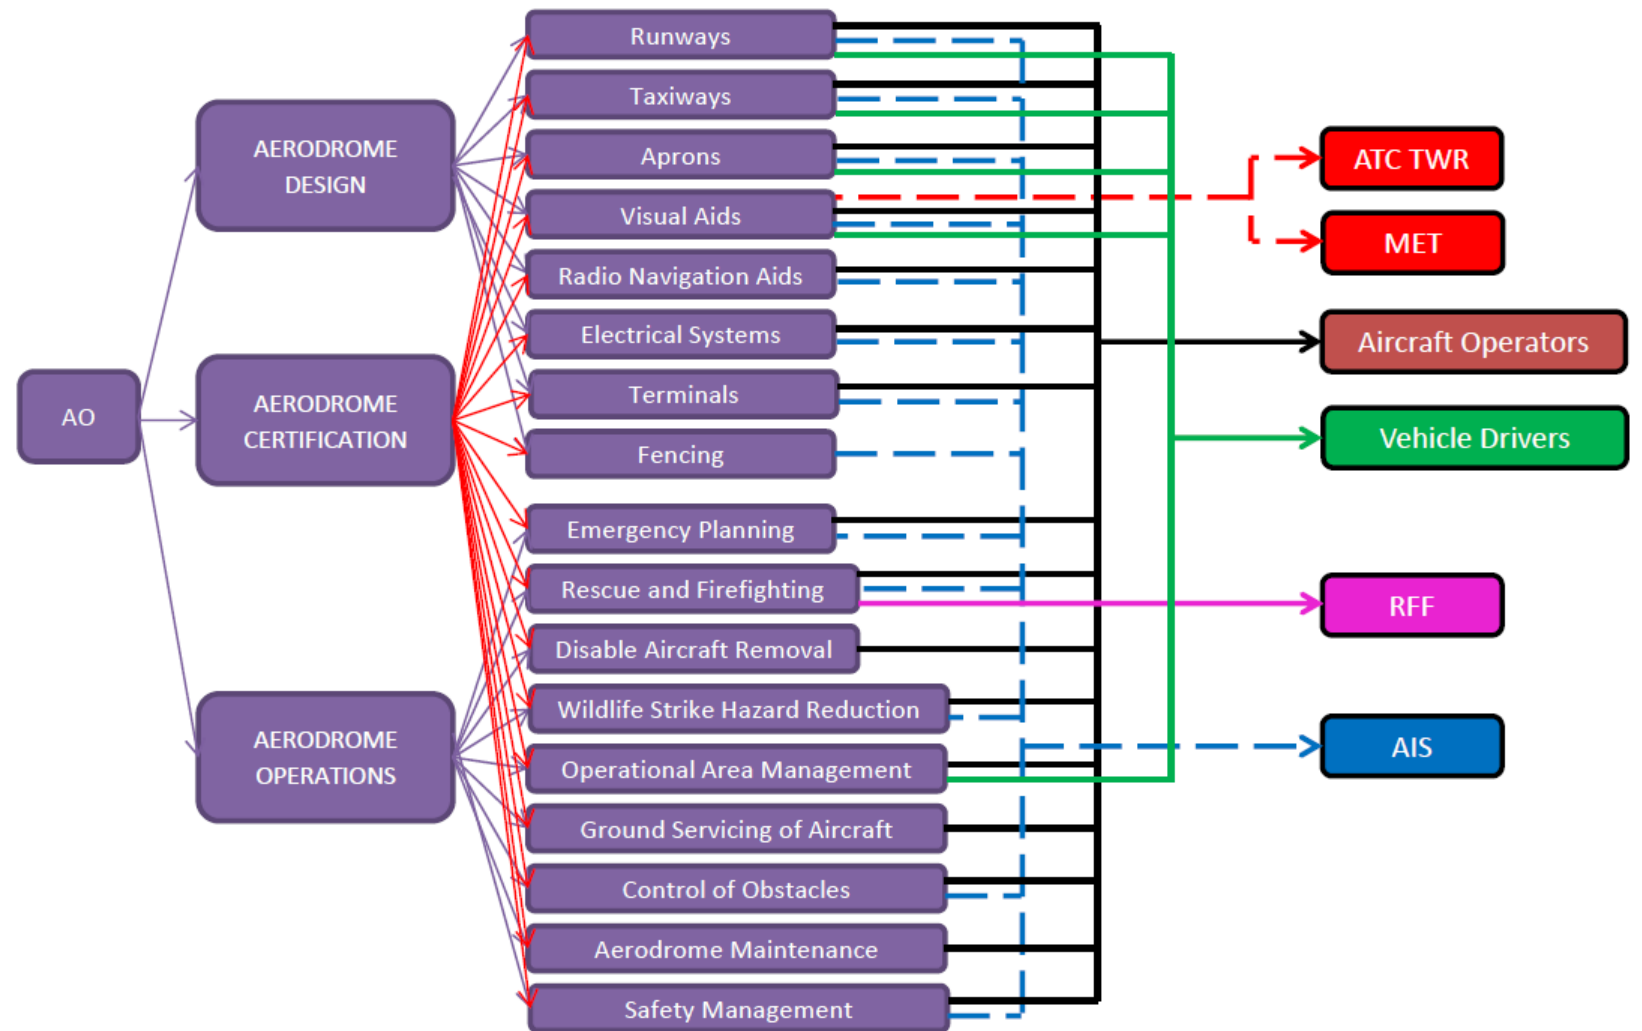 AO
AERODROME
DESIGN
AERODROME
CERTIFICATION
AERODROME
OPERATIONS
Runways
Taxiways
Aprons
Visual Aids
Radio Navigation Aids
Electrical Systems
Terminals
Fencing
Emergency Planning
Rescue and Firefighting
Disable Aircraft Removal
Wildlife Strike Hazard Reduction
Operational Area Management
Ground Servicing of Aircraft
Control of Obstacles
Aerodrome Maintenance
Safety Management
ATC TWR
MET
Aircraft Operators
Vehicle Drivers
RFF
AIS